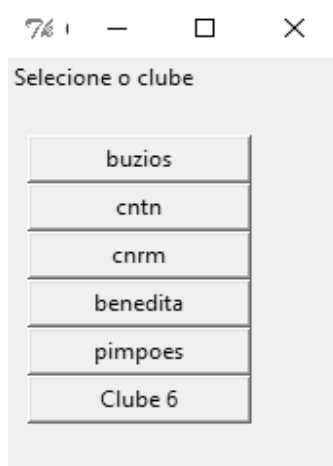 Selecione o clube
buzios
cntn
cnrm
benedita
pimpoes
Clube 6